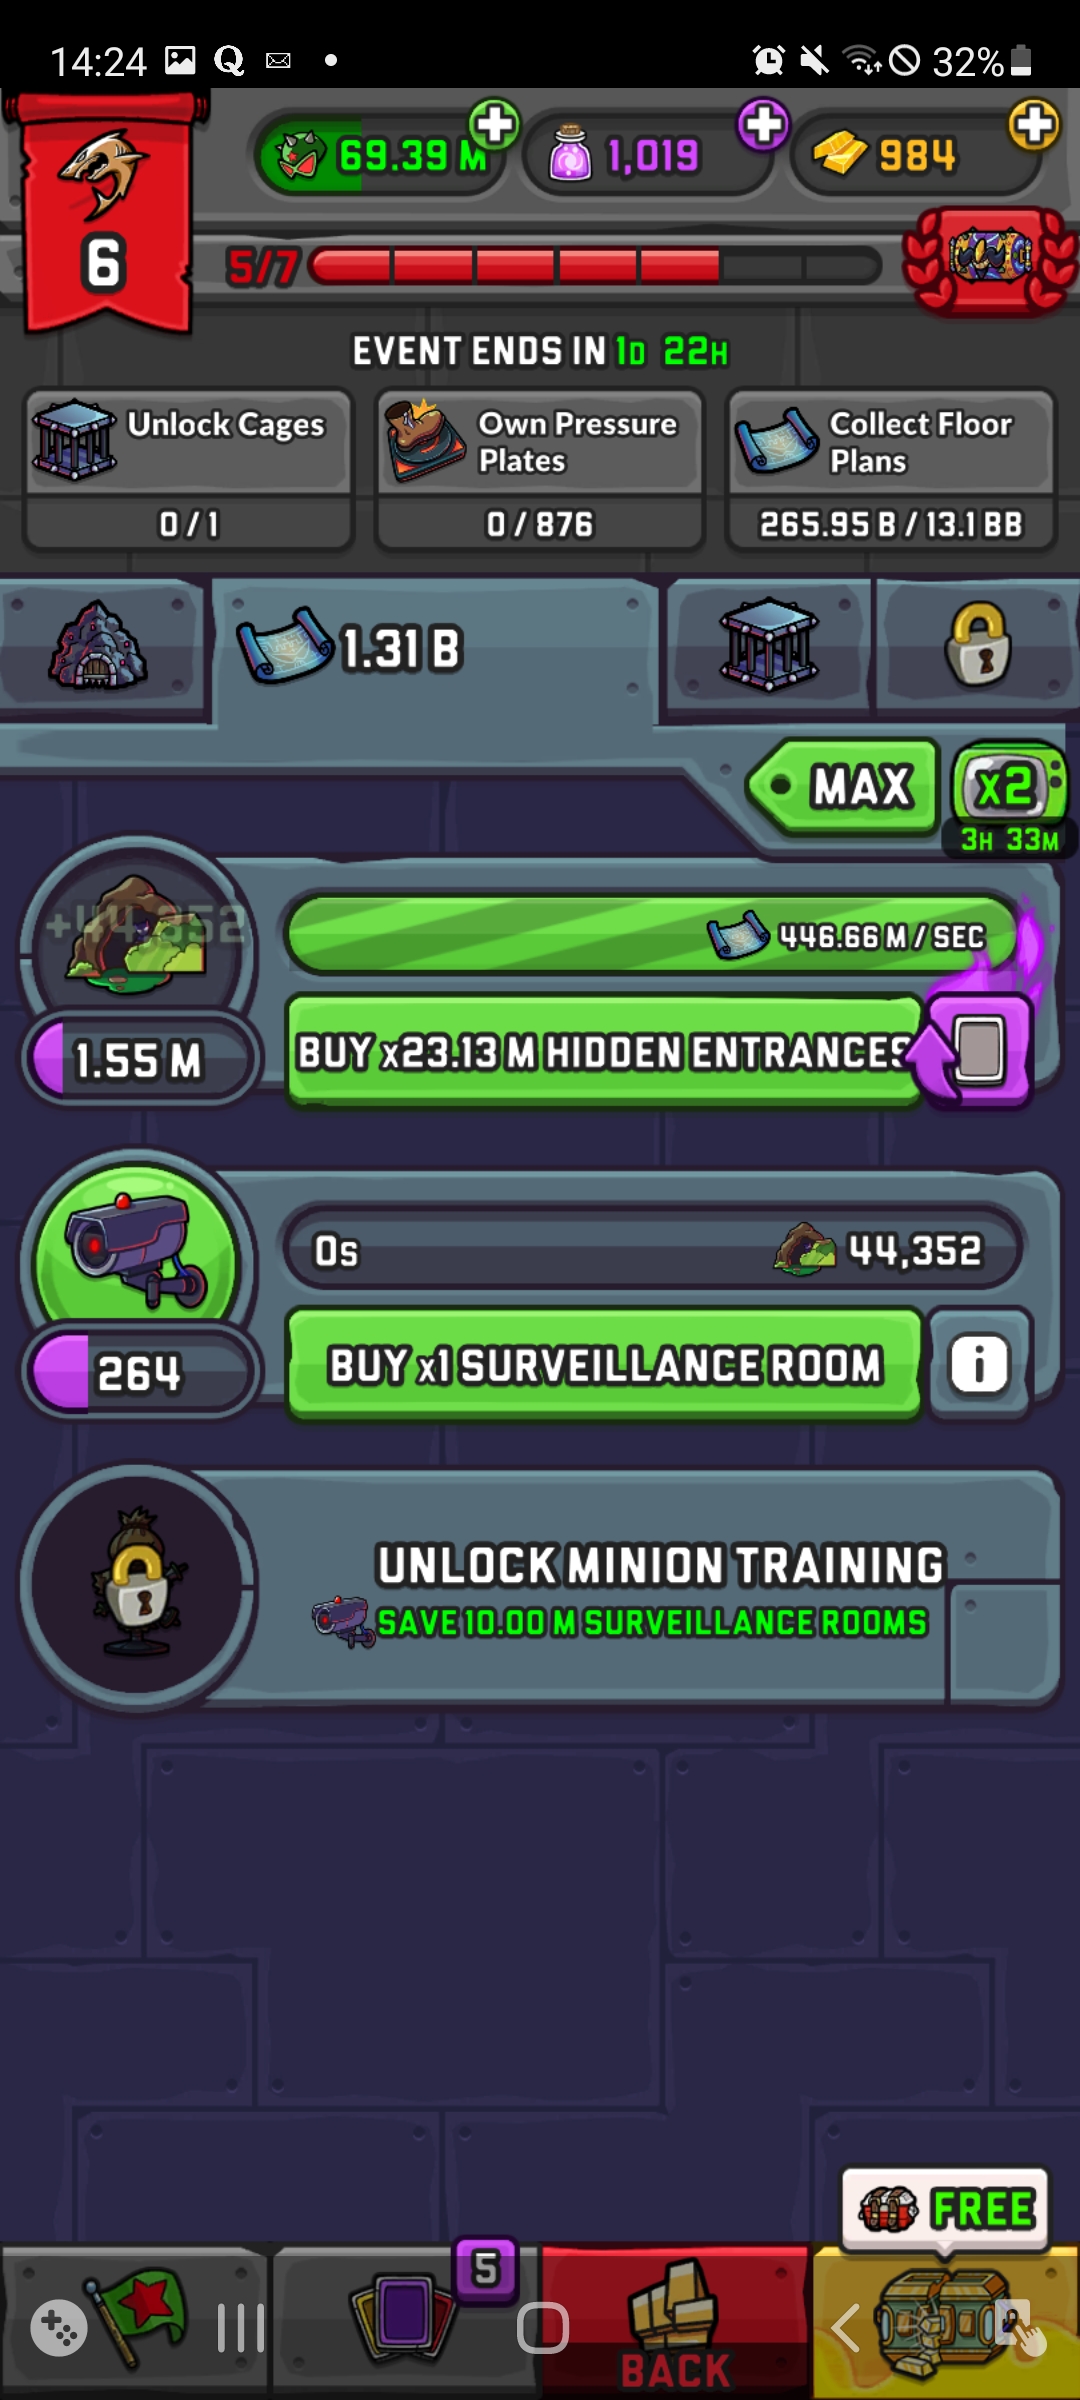 14:24
32%
69.39 M
1,019
984
6
5/7
EVENT ENDS IN 1D 22H
Unlock Cages
0 / 1
Own Pressure
Plates
0 / 876
Collect Floor
Plans
265.95 B / 13.1 BB
1.31 B
MAX
x2
3H 33M
+44,352
446.66 M / SEC
1.55 M
BUY x23.13 M HIDDEN ENTRANCES
0s
44,352
264
BUY x1 SURVEILLANCE ROOM
i
UNLOCK MINION TRAINING
SAVE 10.00 M SURVEILLANCE ROOMS
FREE
5
BACK